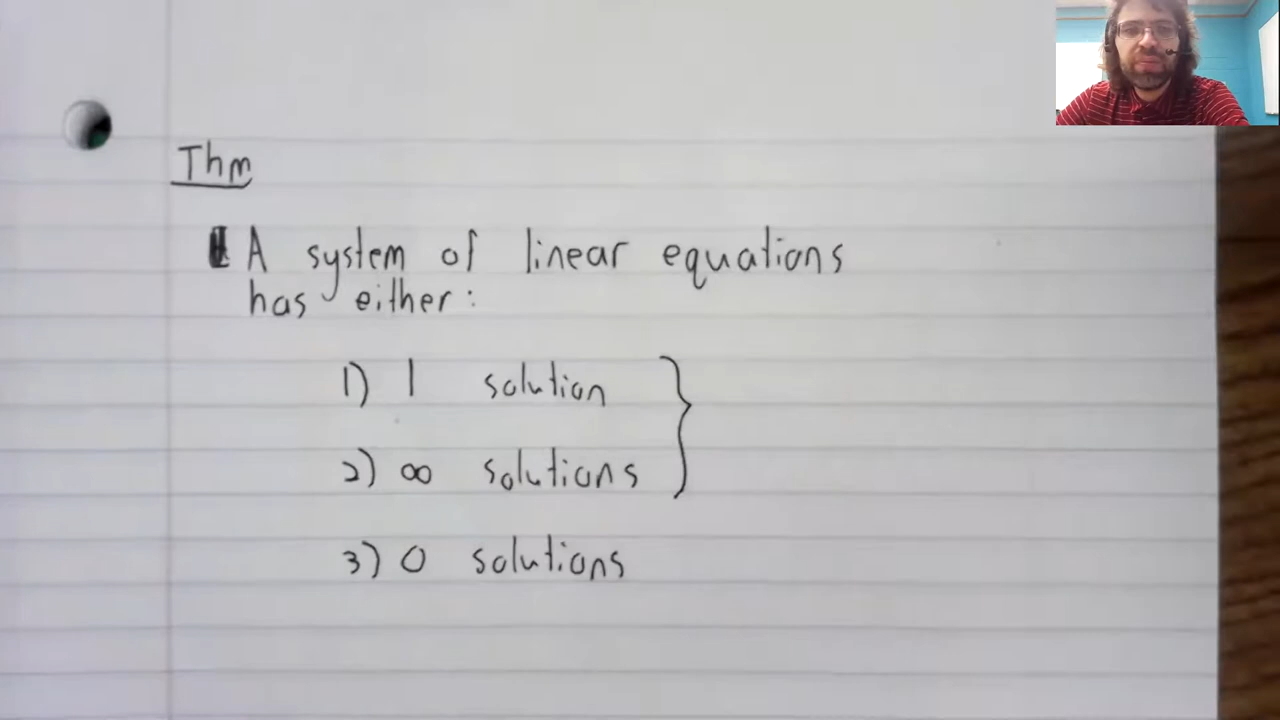 Thm
A system of linear equations
has either:
1) 1 solution
2) ∞ solutions
3) 0 solutions